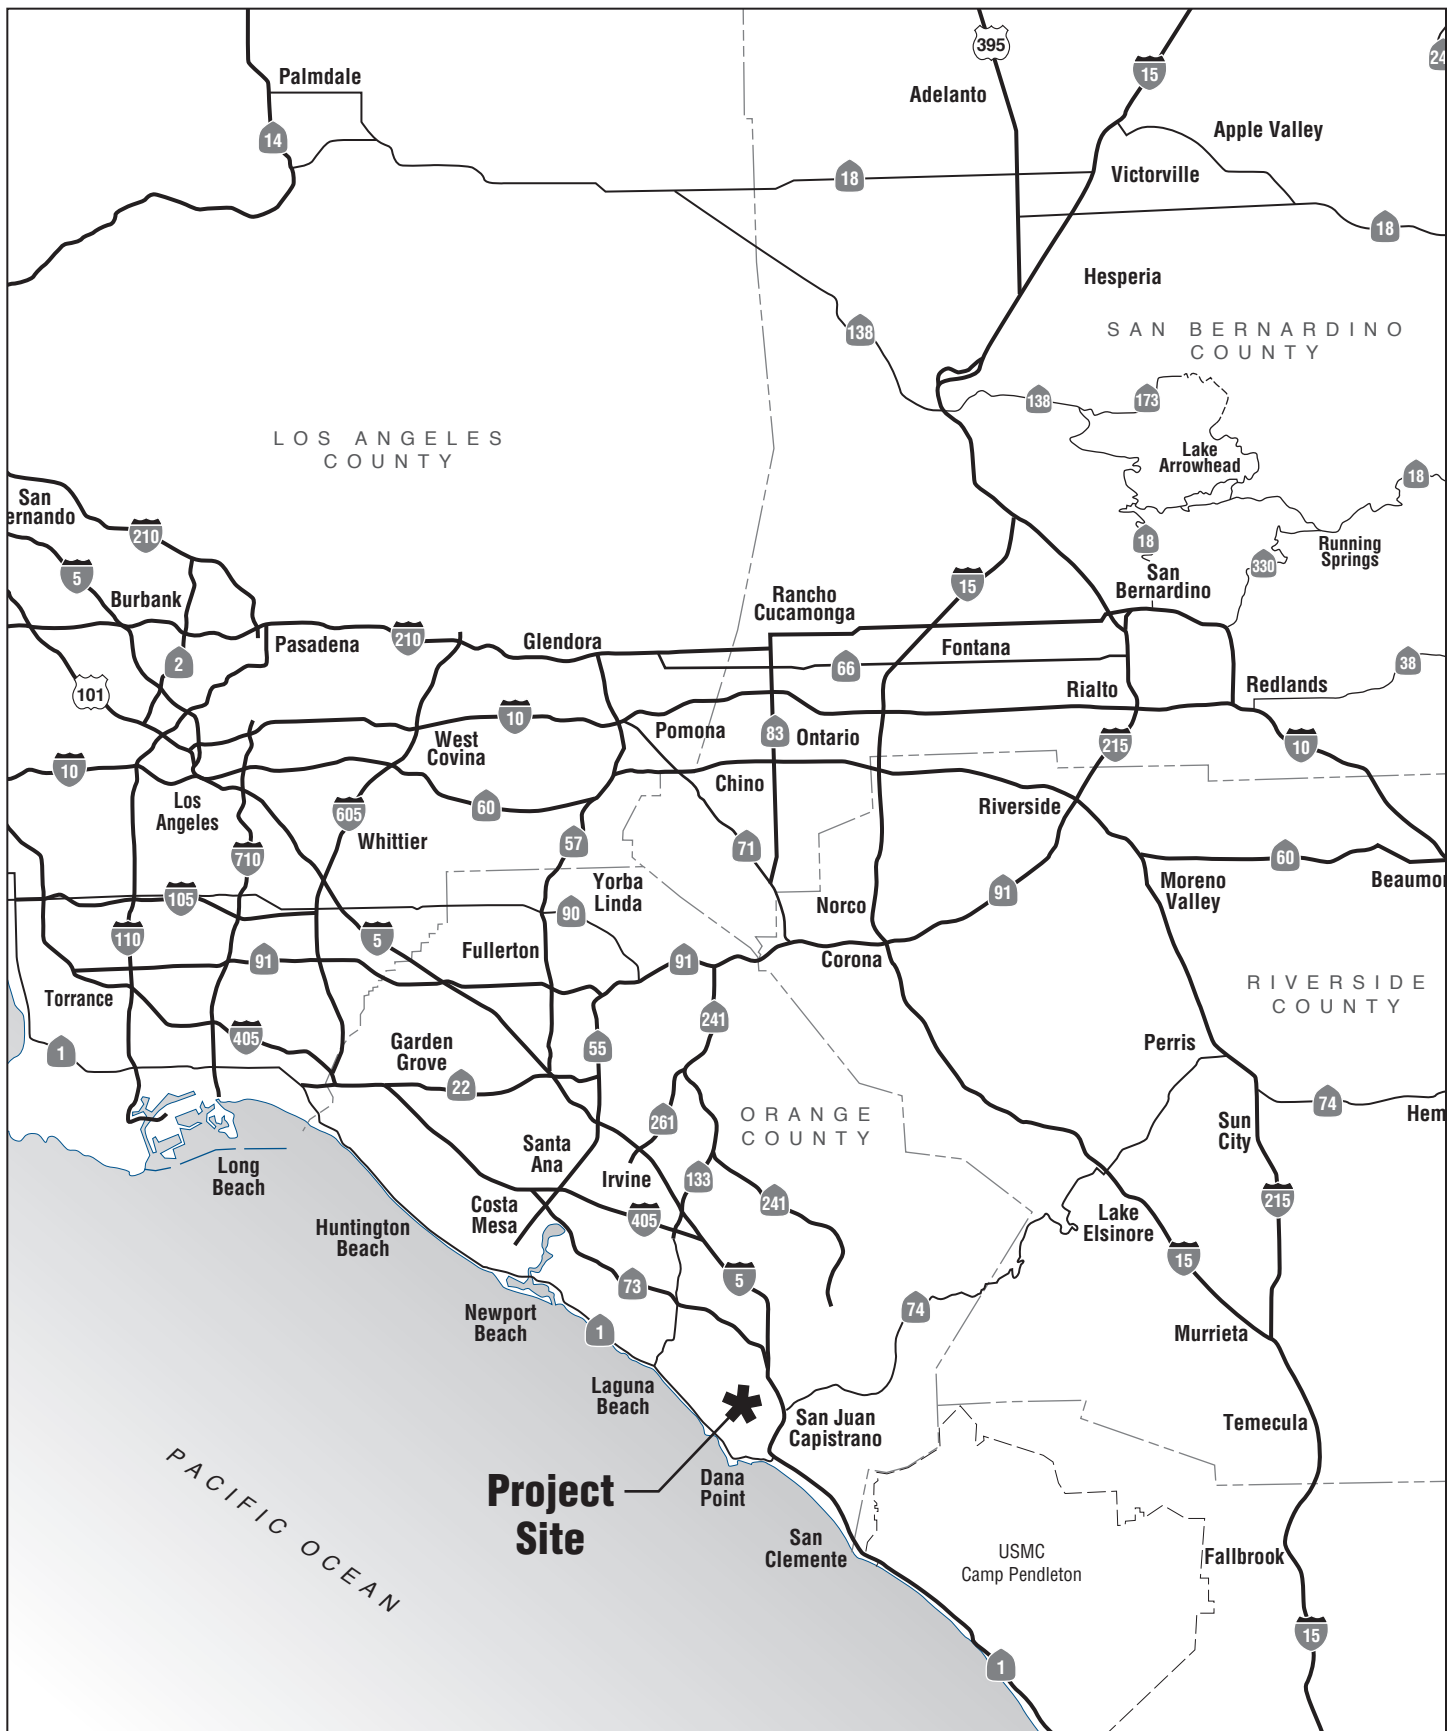 395
15
24
Palmdale
Adelanto
Apple Valley
14
18
Victorville
18
Hesperia
138
SAN BERNARDINO
COUNTY
138
173
LOS ANGELES
COUNTY
Lake
Arrowhead
18
San
ernando
210
18
Running
Springs
330
5
15
San
Bernardino
Burbank
Rancho
Cucamonga
210
Glendora
Pasadena
Fontana
2
66
38
101
Rialto
Redlands
10
Pomona
83
Ontario
215
10
West
Covina
10
Chino
Los
Angeles
60
Riverside
605
Whittier
57
71
710
60
Moreno
Valley
Beaumon
Yorba
Linda
91
105
90
Norco
110
5
Fullerton
91
91
Corona
RIVERSIDE
COUNTY
Torrance
241
405
55
1
Garden
Grove
22
Perris
74
Hem
261
ORANGE
COUNTY
Sun
City
Santa
Ana
Irvine
133
Long
Beach
241
215
Costa
Mesa
405
Lake
Elsinore
Huntington
Beach
15
5
73
74
Newport
Beach
1
Murrieta
Laguna
Beach
San Juan
Capistrano
Temecula
Dana
Point
Project
Site
PACIFIC OCEAN
San
Clemente
USMC
Camp Pendleton
Fallbrook
15
1